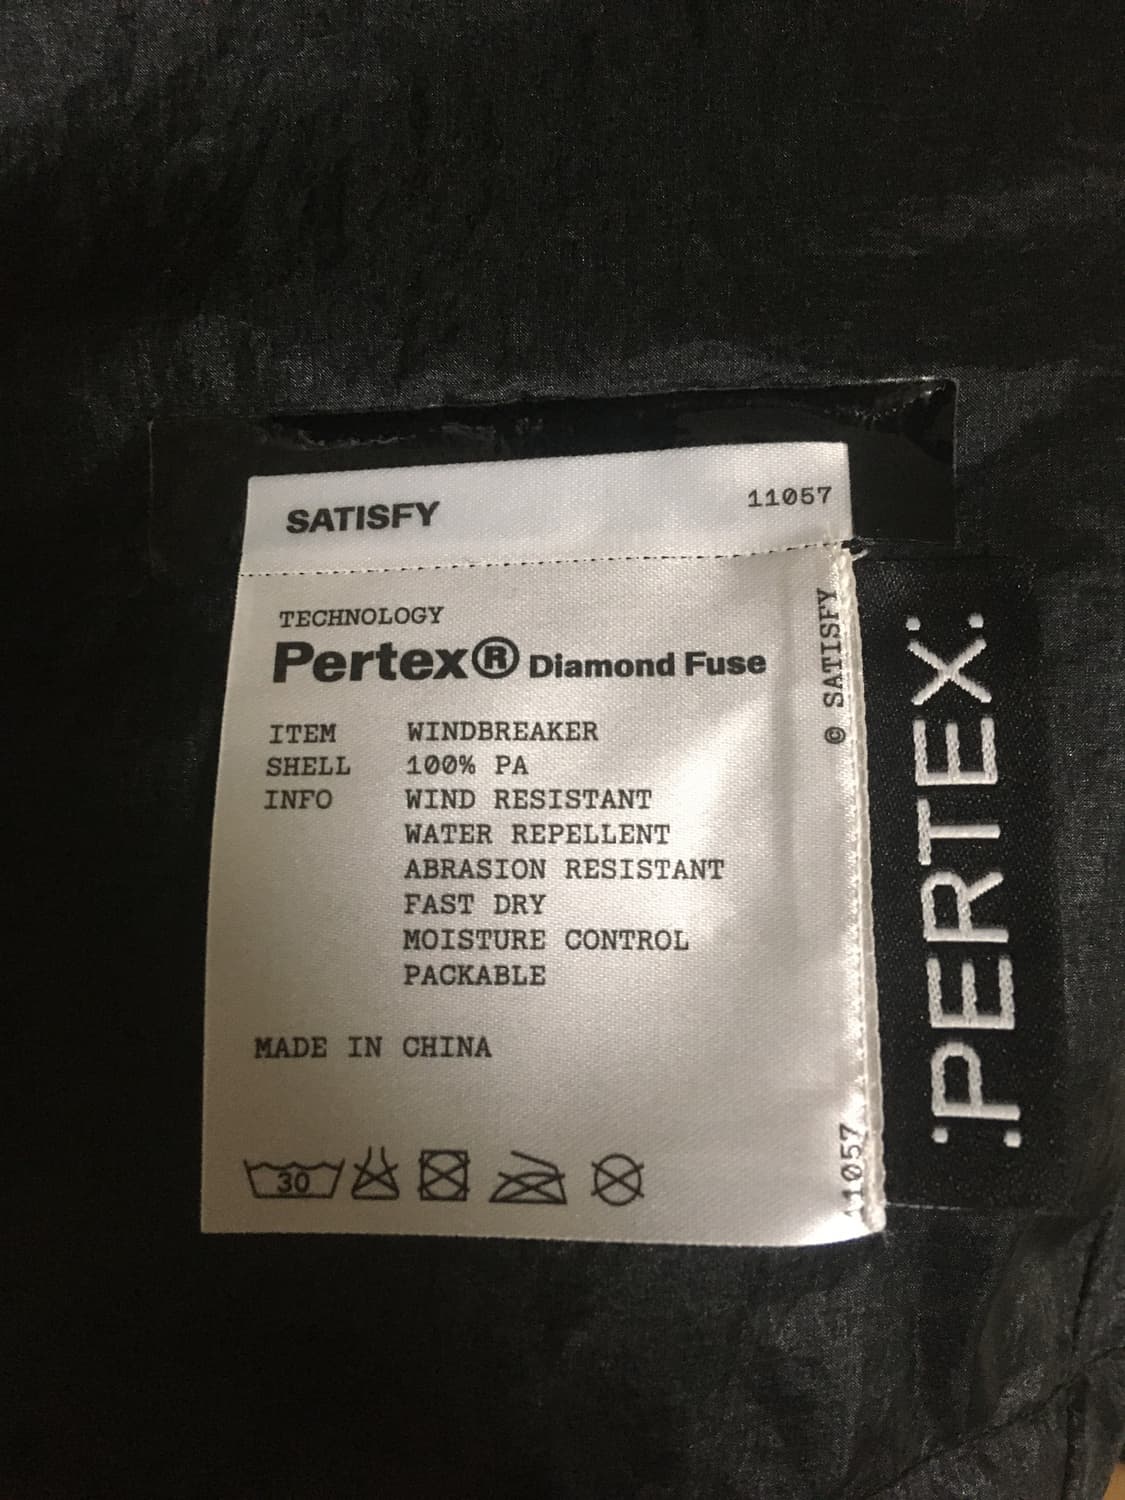 SATISFY 11057
TECHNOLOGY
Pertex® Diamond Fuse
ITEM WINDBREAKER
SHELL 100% PA
INFO WIND RESISTANT
WATER REPELLENT
ABRASION RESISTANT
FAST DRY
MOISTURE CONTROL
PACKABLE
MADE IN CHINA
30
© SATISFY
11057
:PERTEX: